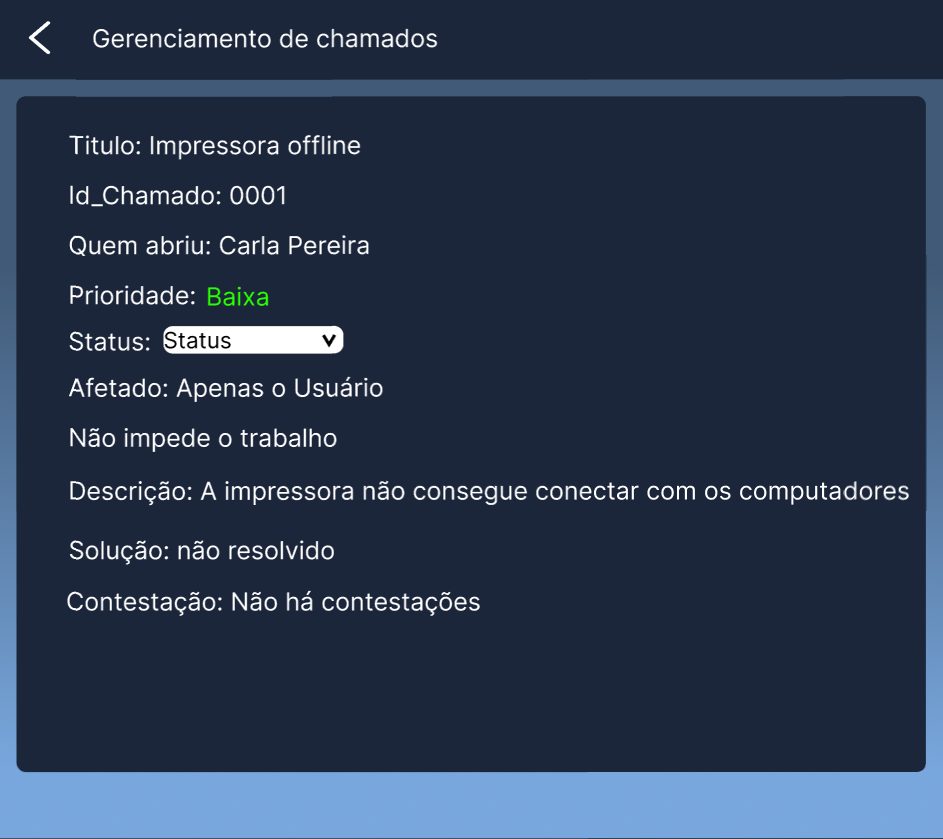 Gerenciamento de chamados
Titulo: Impressora offline
Id_Chamado: 0001
Quem abriu: Carla Pereira
Prioridade: Baixa
Status: Status
Afetado: Apenas o Usuário
Não impede o trabalho
Descrição: A impressora não consegue conectar com os computadores
Solução: não resolvido
Contestação: Não há contestações